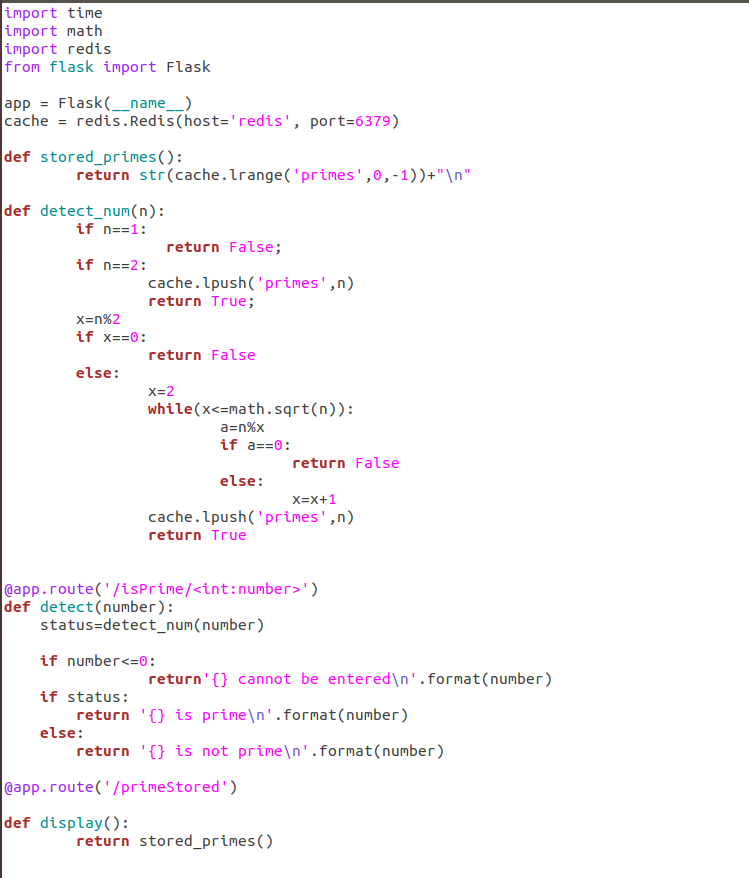 import time
import math
import redis
from flask import Flask

app = Flask(__name__)
cache = redis.Redis(host='redis', port=6379)

def stored_primes():
        return str(cache.lrange('primes',0,-1))+"\n"

def detect_num(n):
        if n==1:
                  return False;
        if n==2:
                cache.lpush('primes',n)
                return True;
        x=n%2
        if x==0:
                return False
        else:
                x=2
                while(x<=math.sqrt(n)):
                        a=n%x
                        if a==0:
                                return False
                        else:
                                x=x+1
                cache.lpush('primes',n)
                return True


@app.route('/isPrime/<int:number>')
def detect(number):
    status=detect_num(number)

    if number<=0:
                return'{} cannot be entered\n'.format(number)
    if status:
        return '{} is prime\n'.format(number)
    else:
        return '{} is not prime\n'.format(number)

@app.route('/primeStored')

def display():
        return stored_primes()